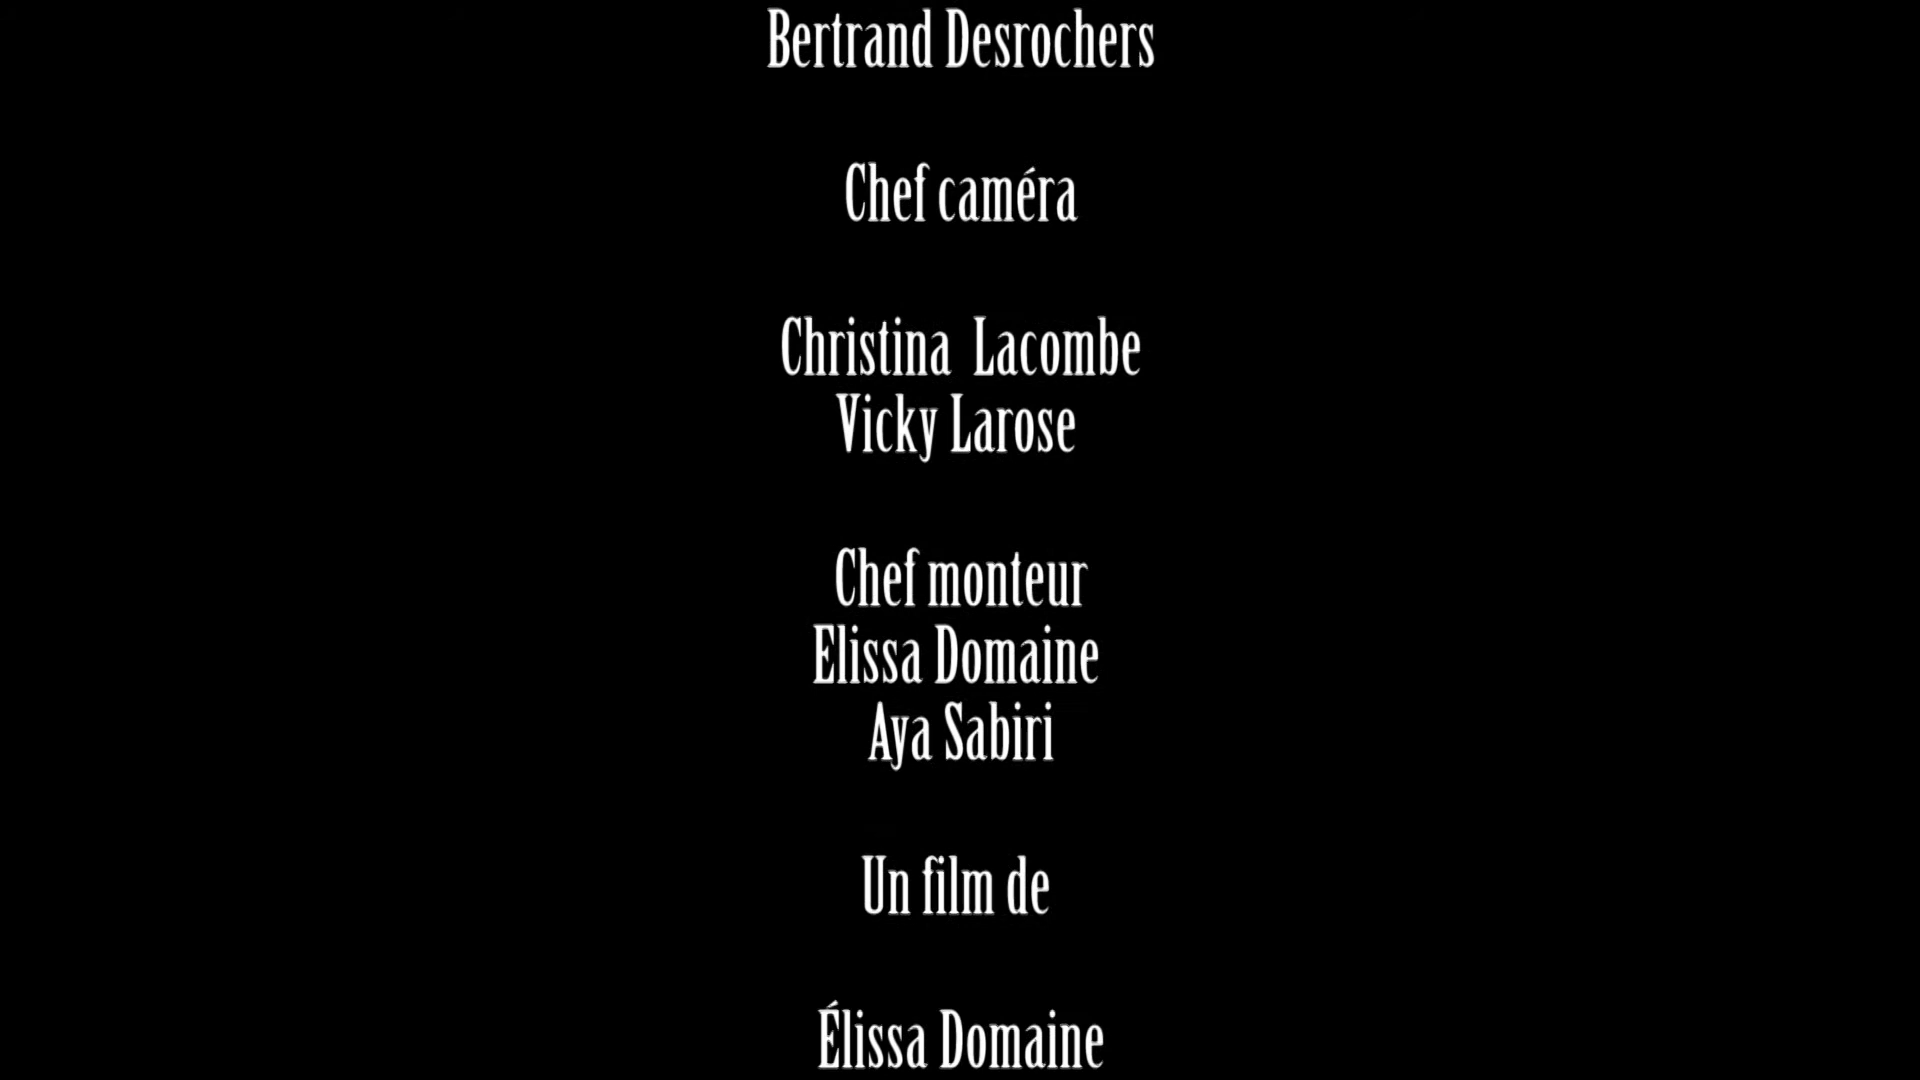 Bertrand Desrochers
Chef caméra
Christina  Lacombe
Vicky Larose
Chef monteur
Elissa Domaine
Aya Sabiri
Un film de
Élissa Domaine